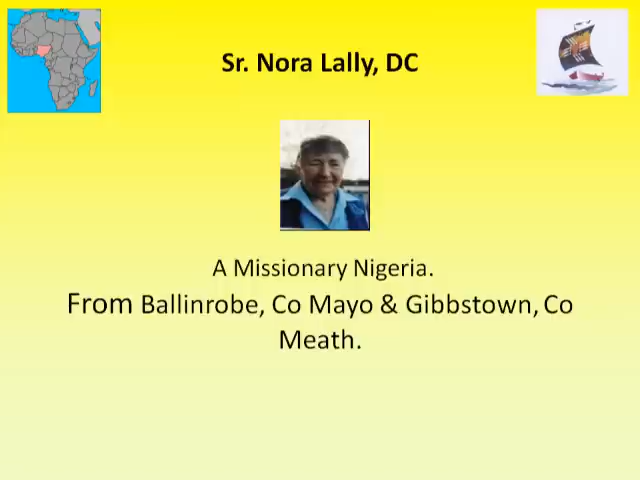 Sr. Nora Lally, DC
A Missionary Nigeria.
From Ballinrobe, Co Mayo & Gibbstown, Co
Meath.